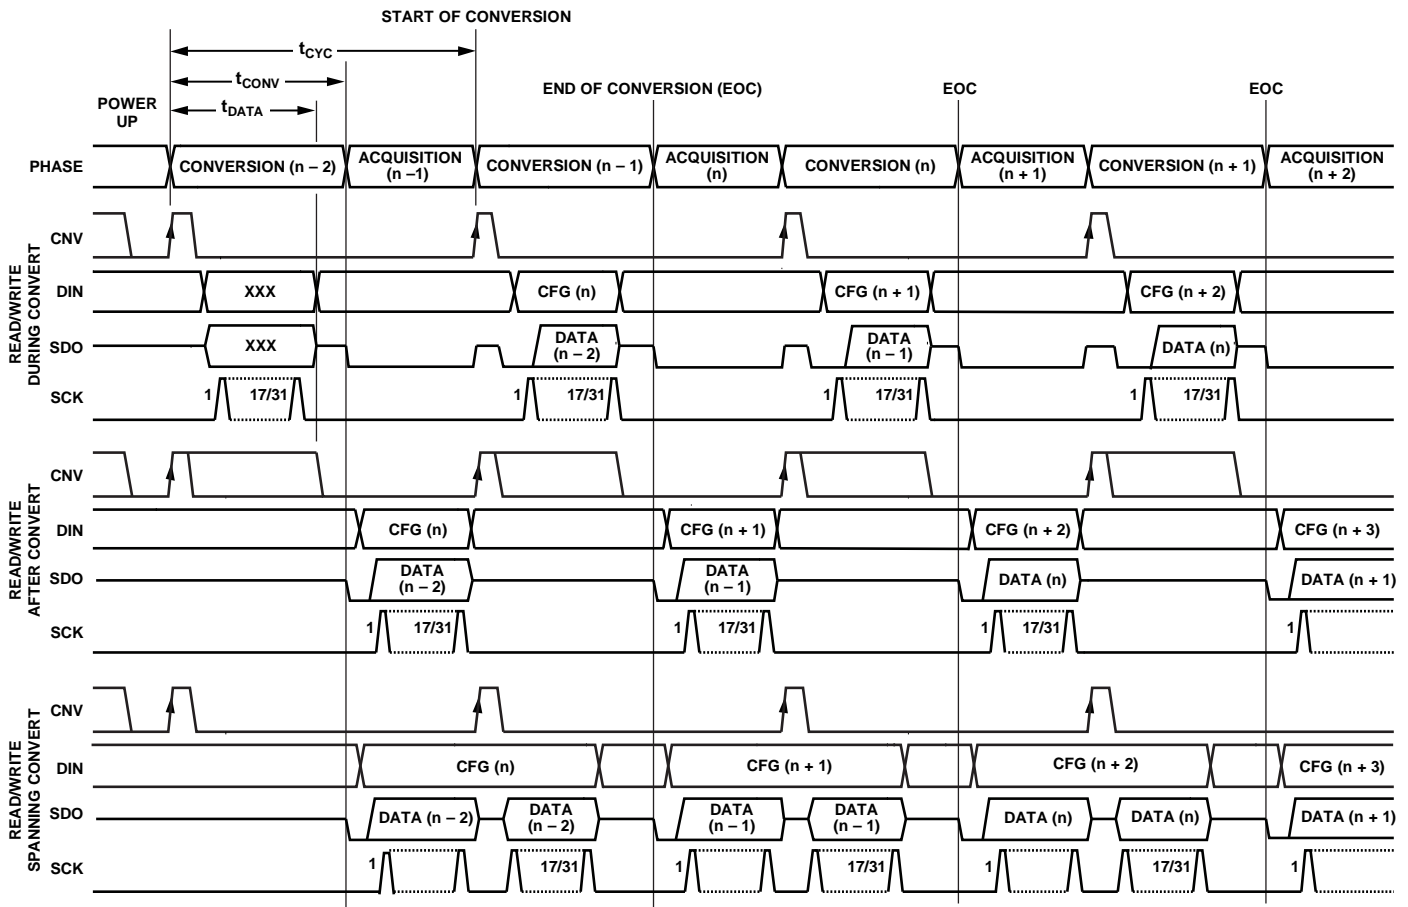 START OF CONVERSION
tCYC
tCONV
tDATA
POWER
UP
END OF CONVERSION (EOC)
EOC
EOC
PHASE
CONVERSION (n – 2)
ACQUISITION
(n –1)
CONVERSION (n – 1)
ACQUISITION
(n)
CONVERSION (n)
ACQUISITION
(n + 1)
CONVERSION (n + 1)
ACQUISITION
(n + 2)
READ/WRITE
DURING CONVERT
CNV
DIN
XXX
CFG (n)
CFG (n + 1)
CFG (n + 2)
SDO
XXX
DATA
(n – 2)
DATA
(n – 1)
DATA (n)
SCK
1
17/31
1
17/31
1
17/31
1
17/31
READ/WRITE
AFTER CONVERT
CNV
DIN
CFG (n)
CFG (n + 1)
CFG (n + 2)
CFG (n + 3)
SDO
DATA
(n – 2)
DATA
(n – 1)
DATA (n)
DATA (n + 1)
SCK
1
17/31
1
17/31
1
17/31
1
READ/WRITE
SPANNING CONVERT
CNV
DIN
CFG (n)
CFG (n + 1)
CFG (n + 2)
CFG (n + 3)
SDO
DATA (n – 2)
DATA
(n – 2)
DATA
(n – 1)
DATA
(n – 1)
DATA (n)
DATA (n)
DATA (n + 1)
SCK
1
17/31
1
17/31
1
17/31
1